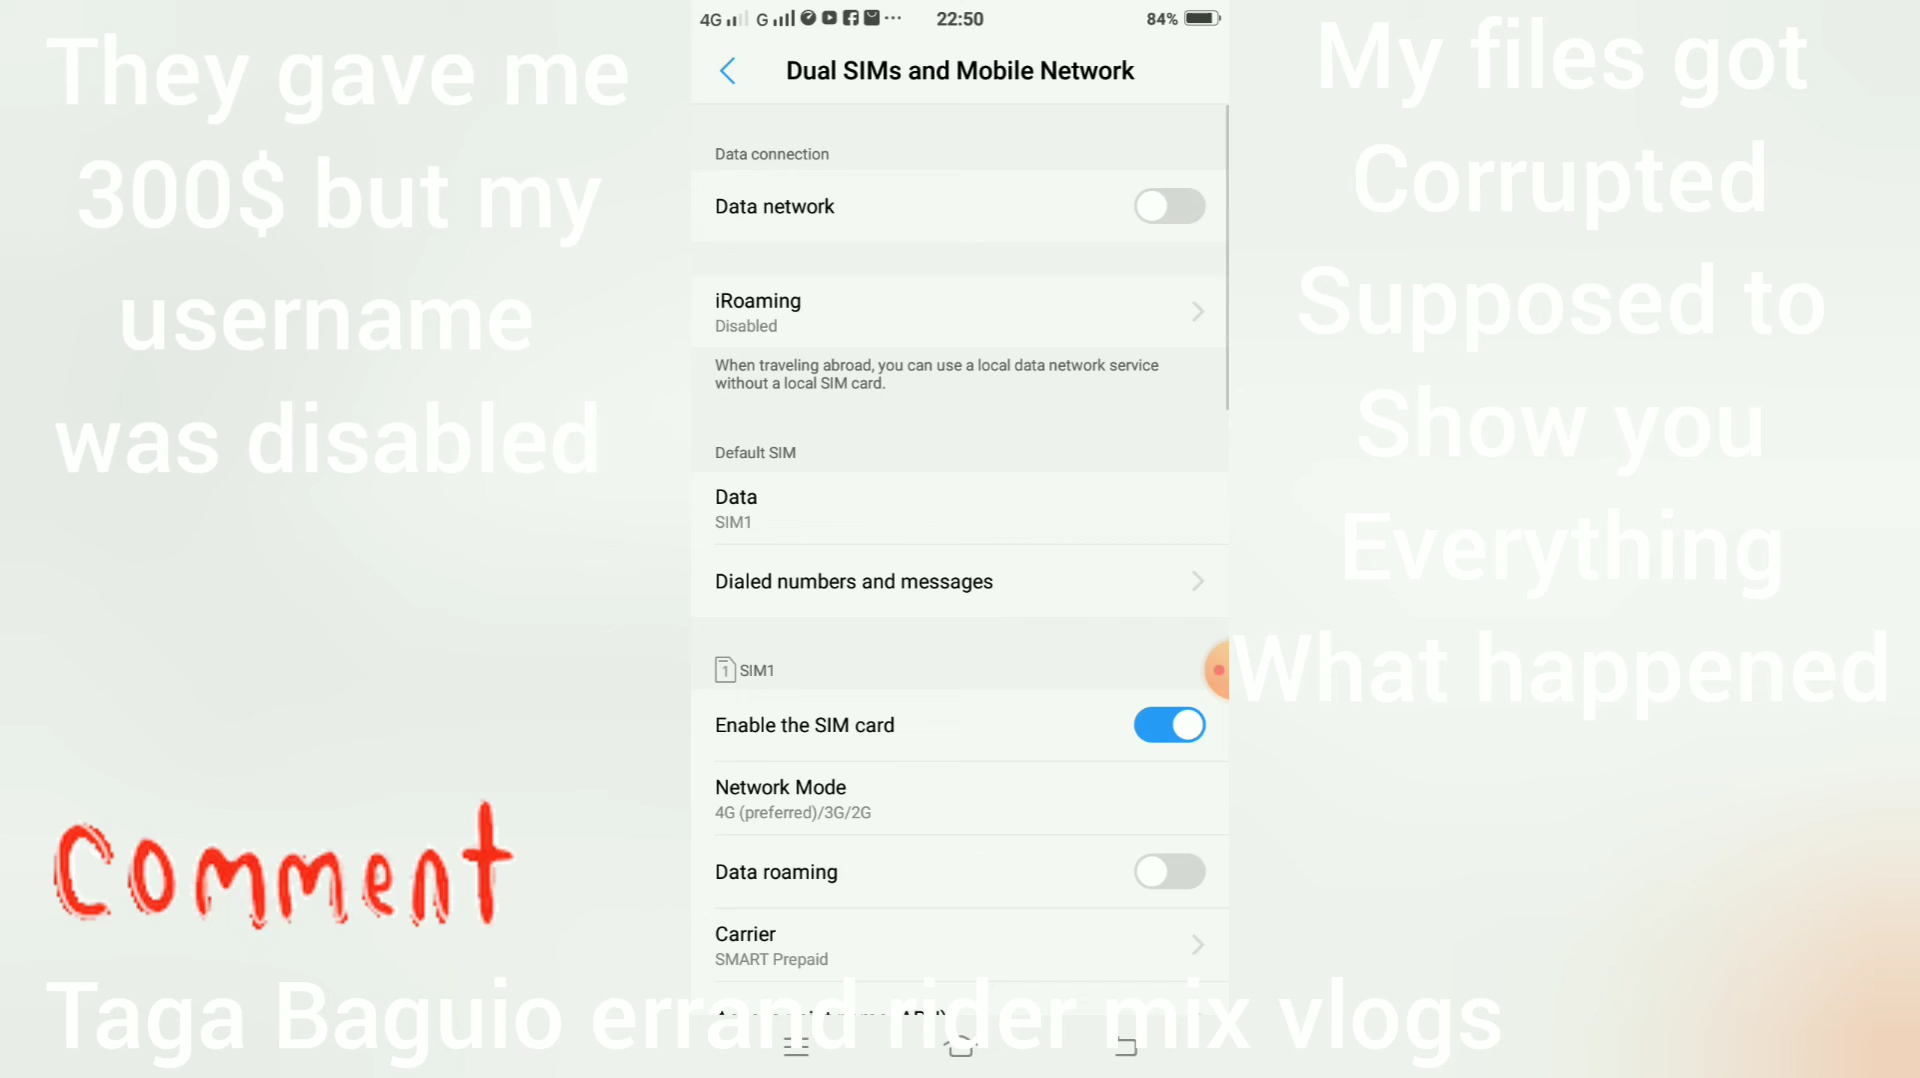 They gave me
300$ but my
username
was disabled
4G G 22:50 84%
Dual SIMs and Mobile Network
Data connection
Data network
iRoaming
Disabled
When traveling abroad, you can use a local data network service
without a local SIM card.
Default SIM
Data
SIM1
Dialed numbers and messages
1 SIM1
Enable the SIM card
Network Mode
4G (preferred)/3G/2G
Data roaming
Carrier
SMART Prepaid
My files got
Corrupted
Supposed to
Show you
Everything
What happened
Comment
Taga Baguio errand rider mix vlogs